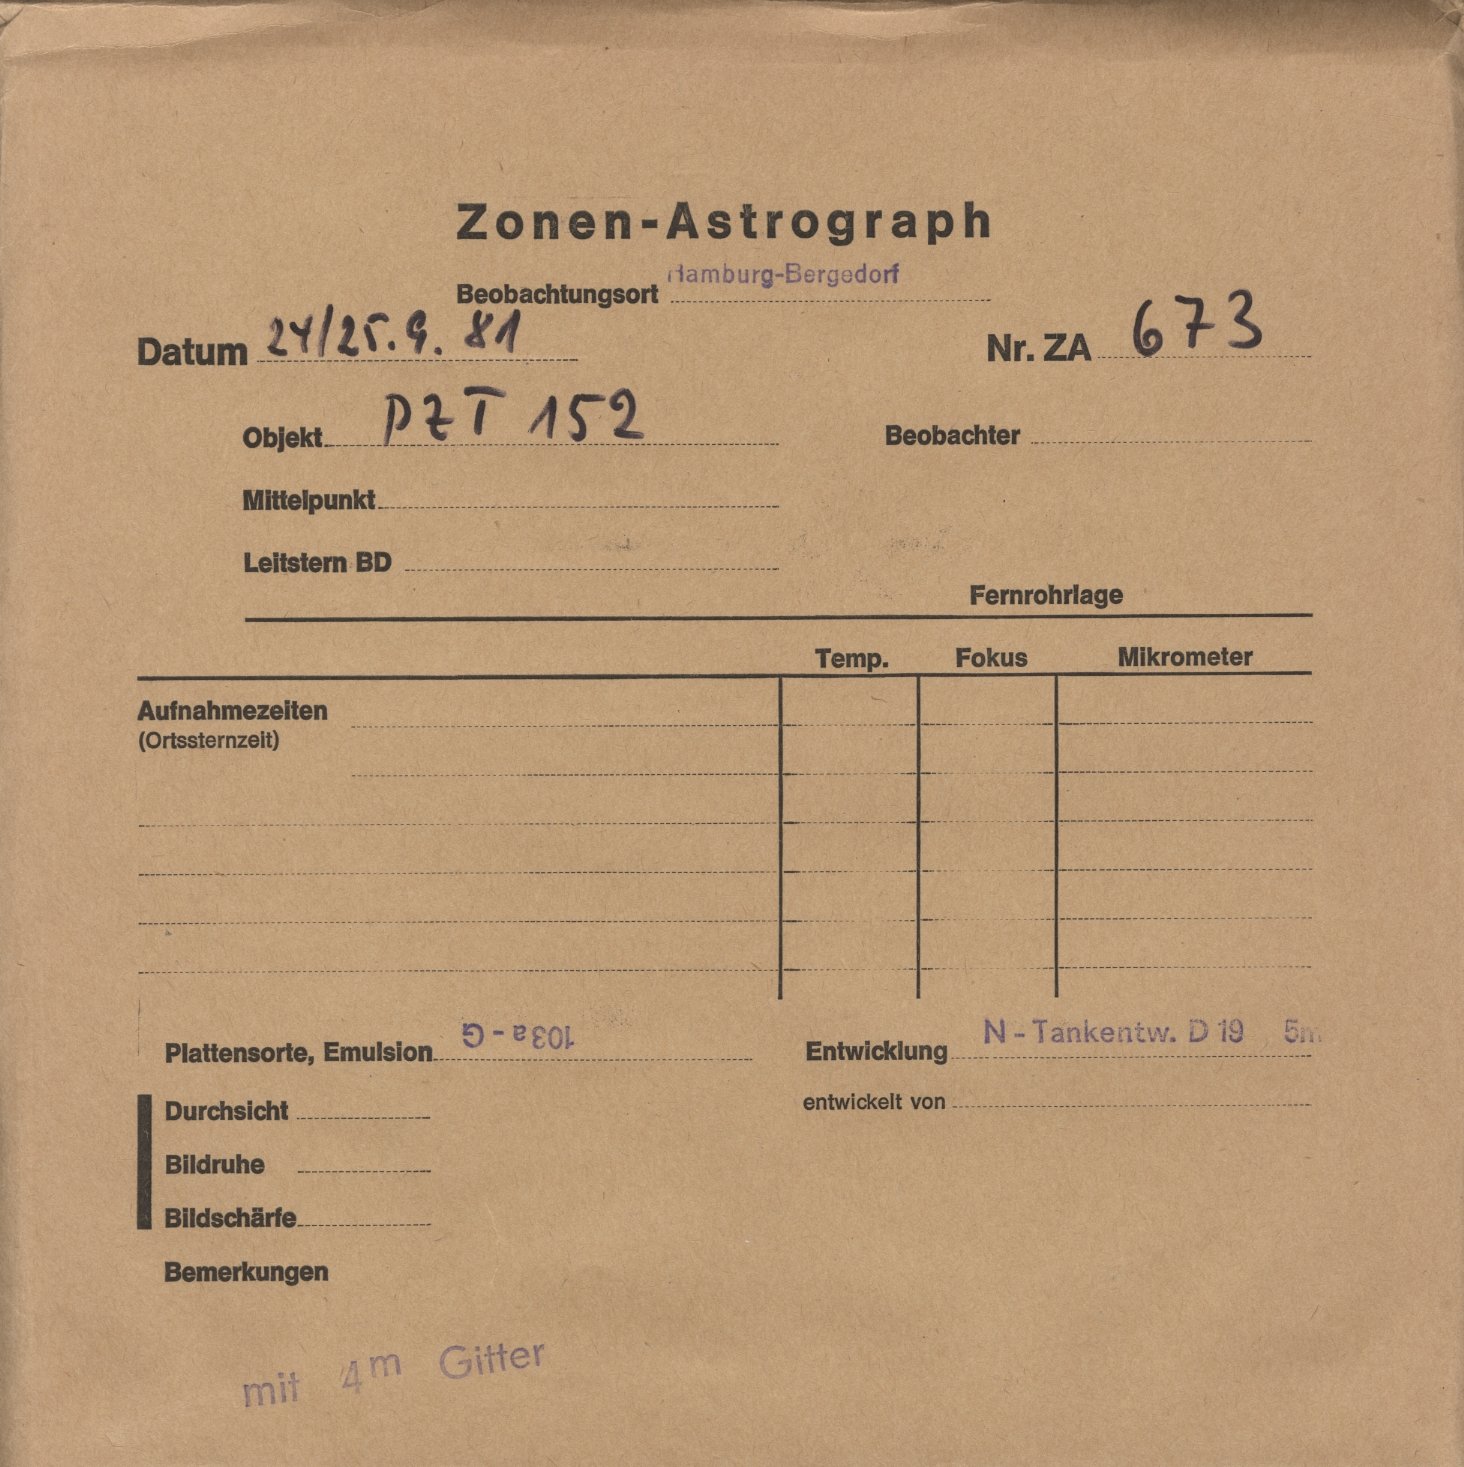 Zonen-Astrograph
Beobachtungsort Hamburg-Bergedorf
Datum 24/25.9.81 Nr. ZA 673
Objekt PZT 152 Beobachter
Mittelpunkt
Leitstern BD
Fernrohrlage
Temp. Fokus Mikrometer
Aufnahmezeiten
(Ortssternzeit)
Plattensorte, Emulsion 103a-G Entwicklung N-Tankentw. D 19 5m
Durchsicht entwickelt von
Bildruhe
Bildschärfe
Bemerkungen
mit 4m Gitter